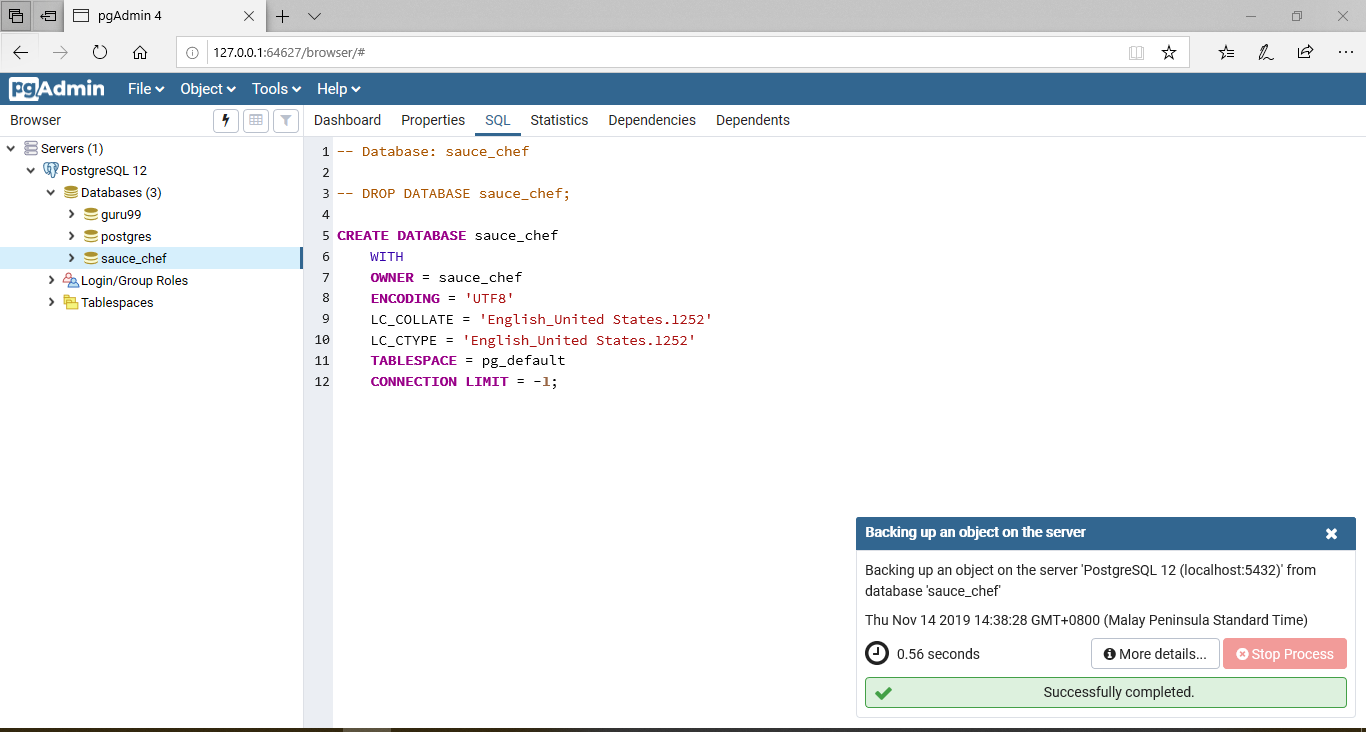 pgAdmin 4
127.0.0.1:64627/browser/#
pgAdmin File Object Tools Help
Browser
Dashboard Properties SQL Statistics Dependencies Dependents
Servers (1)
PostgreSQL 12
Databases (3)
guru99
postgres
sauce_chef
Login/Group Roles
Tablespaces
1 -- Database: sauce_chef
2
3 -- DROP DATABASE sauce_chef;
4
5 CREATE DATABASE sauce_chef
6 WITH
7 OWNER = sauce_chef
8 ENCODING = 'UTF8'
9 LC_COLLATE = 'English_United States.1252'
10 LC_CTYPE = 'English_United States.1252'
11 TABLESPACE = pg_default
12 CONNECTION LIMIT = -1;
Backing up an object on the server
Backing up an object on the server 'PostgreSQL 12 (localhost:5432)' from
database 'sauce_chef'
Thu Nov 14 2019 14:38:28 GMT+0800 (Malay Peninsula Standard Time)
0.56 seconds More details... Stop Process
Successfully completed.